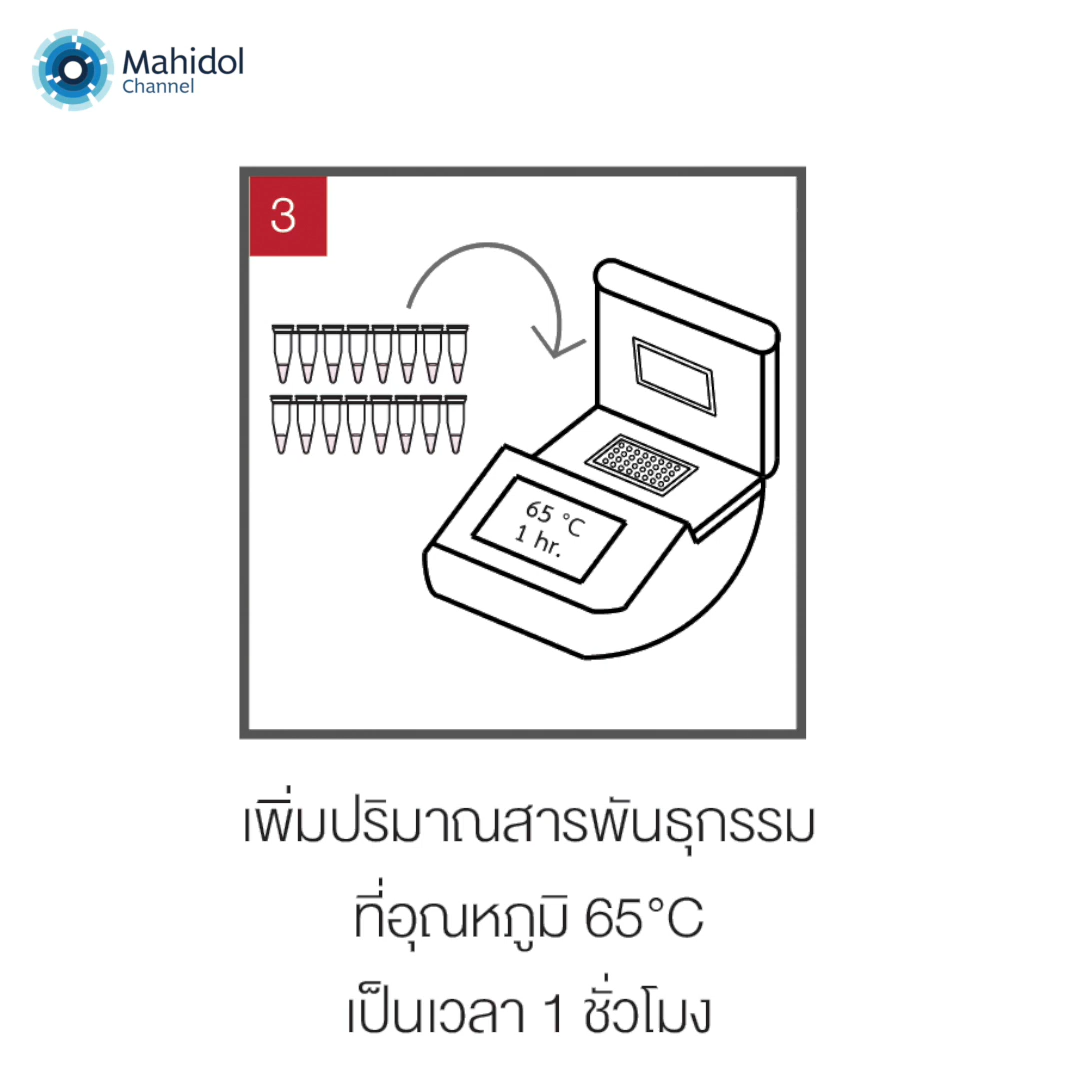 Mahidol
Channel
3
65 °C
1 hr.
เพิ่มปริมาณสารพันธุกรรม
ที่อุณหภูมิ 65°C
เป็นเวลา 1 ชั่วโมง